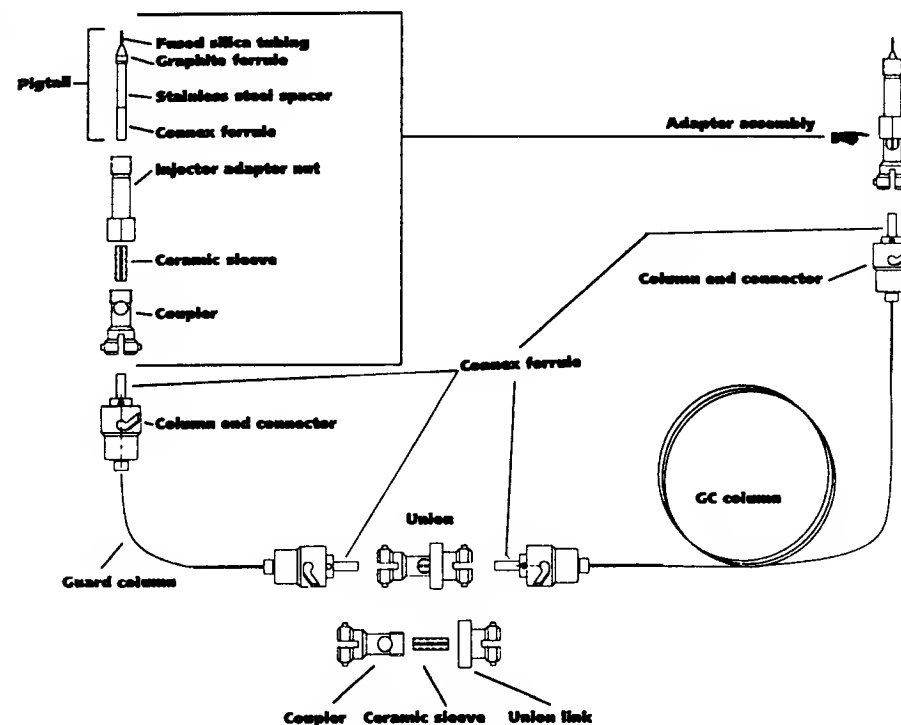 Fused silica tubing
Graphite ferrule
Pigtail
Stainless steel spacer
Connex ferrule
Injector adapter nut
Ceramic sleeve
Coupler
Adapter assembly
Column end connector
Connex ferrule
Column end connector
GC column
Union
Guard column
Coupler
Ceramic sleeve
Union link